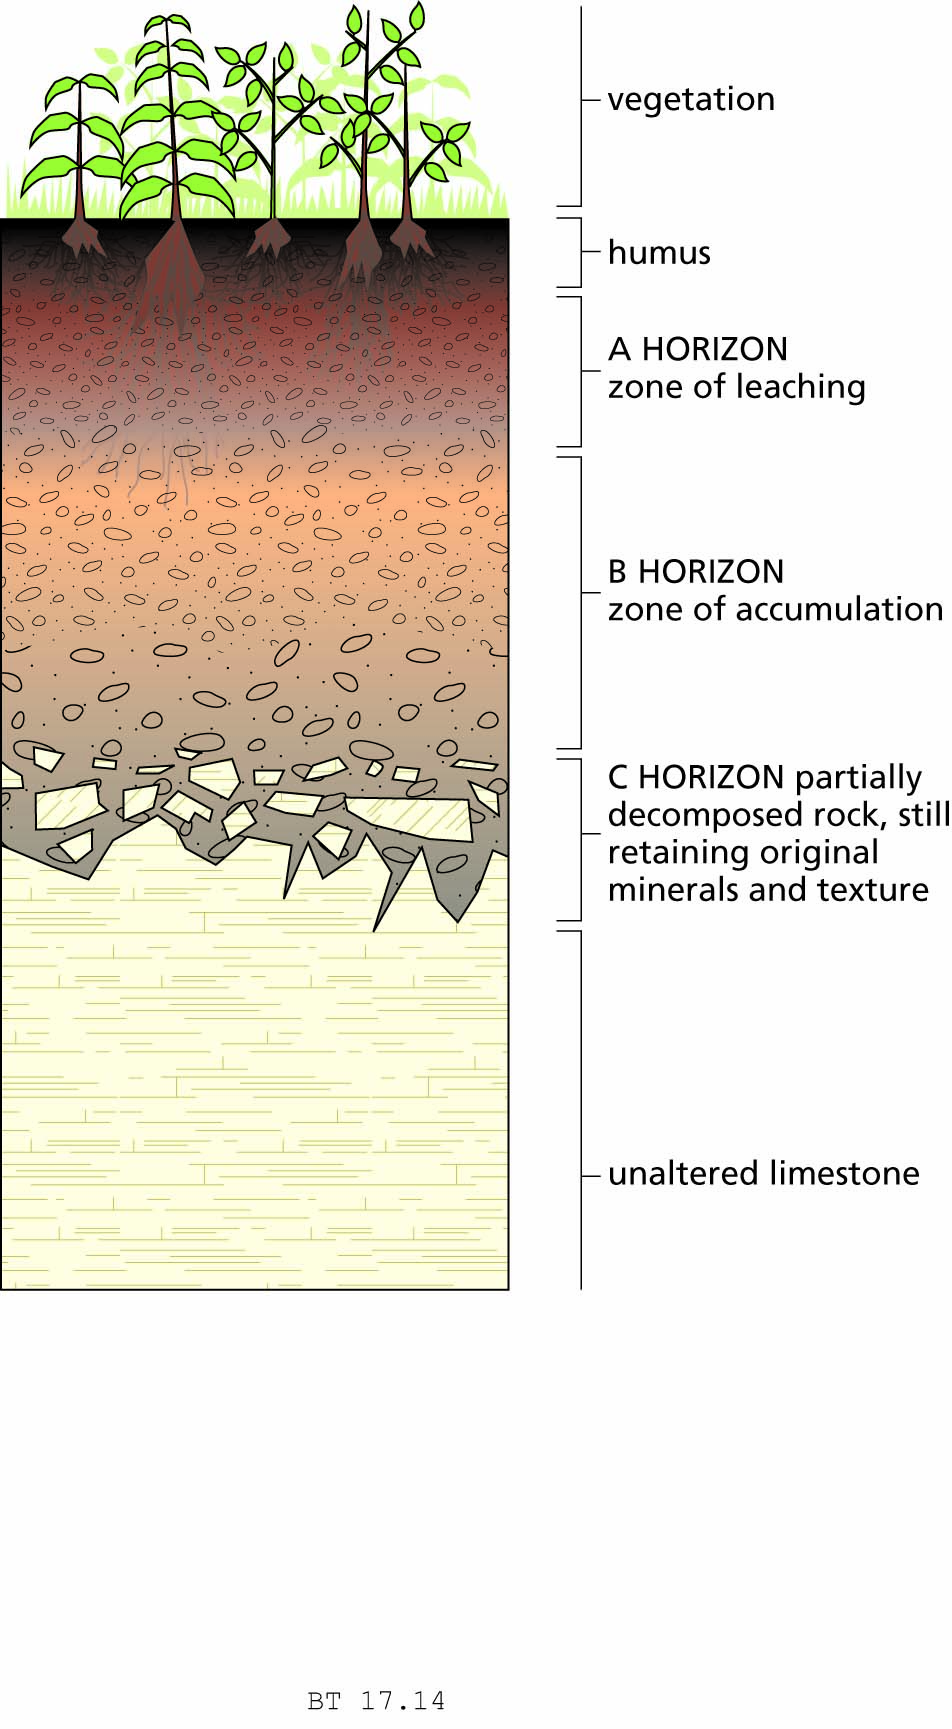 vegetation
humus
A HORIZON
zone of leaching
B HORIZON
zone of accumulation
C HORIZON partially
decomposed rock, still
retaining original
minerals and texture
unaltered limestone
BT 17.14